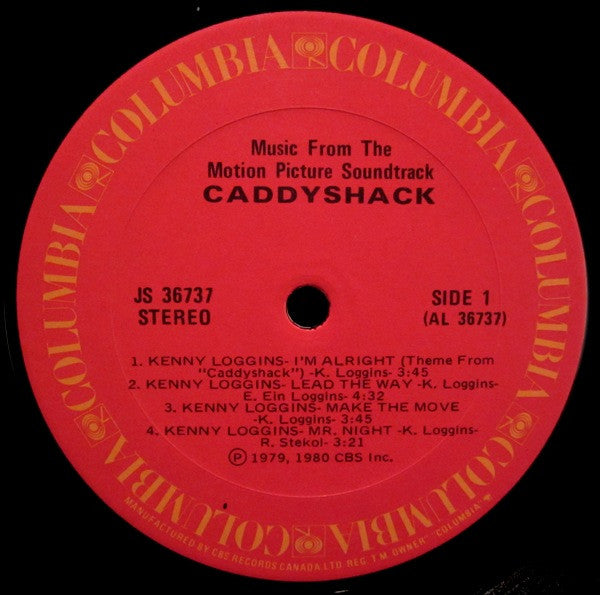 COLUMBIA COLUMBIA COLUMBIA COLUMBIA COLUMBIA COLUMBIA
Music From The
Motion Picture Soundtrack
CADDYSHACK
JS 36737
STEREO
SIDE 1
(AL 36737)
1. KENNY LOGGINS- I'M ALRIGHT (Theme From
"Caddyshack") -K. Loggins- 3:45
2. KENNY LOGGINS- LEAD THE WAY -K. Loggins-
E. Ein Loggins- 4:32
3. KENNY LOGGINS- MAKE THE MOVE
-K. Loggins- 3:45
4. KENNY LOGGINS- MR. NIGHT -K. Loggins-
R. Stekol- 3:21
Ⓟ 1979, 1980 CBS Inc.
MANUFACTURED BY CBS RECORDS CANADA LTD. REG. T.M. OWNER "COLUMBIA"